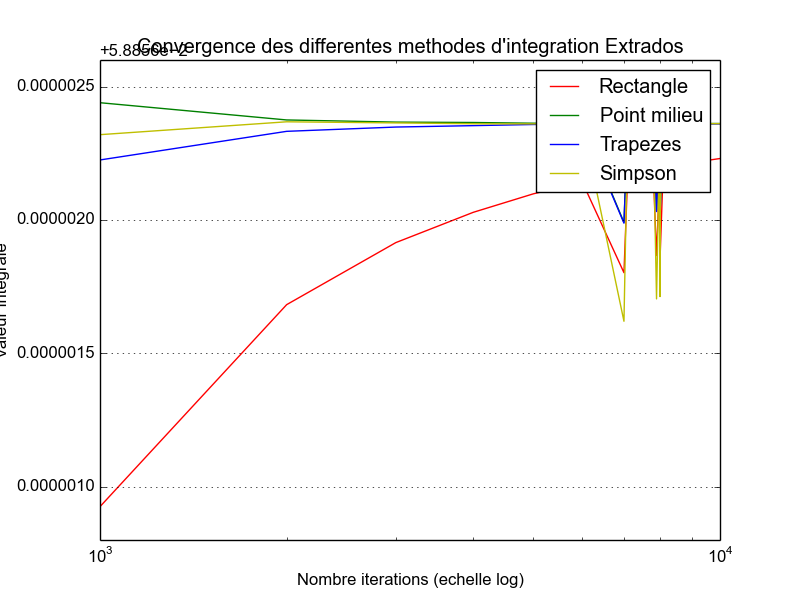 Convergence des differentes methodes d'integration Extrados
+5.8856e−2
0.0000025
0.0000020
0.0000015
0.0000010
Valeur integrale
Rectangle
Point milieu
Trapezes
Simpson
10^3
10^4
Nombre iterations (echelle log)